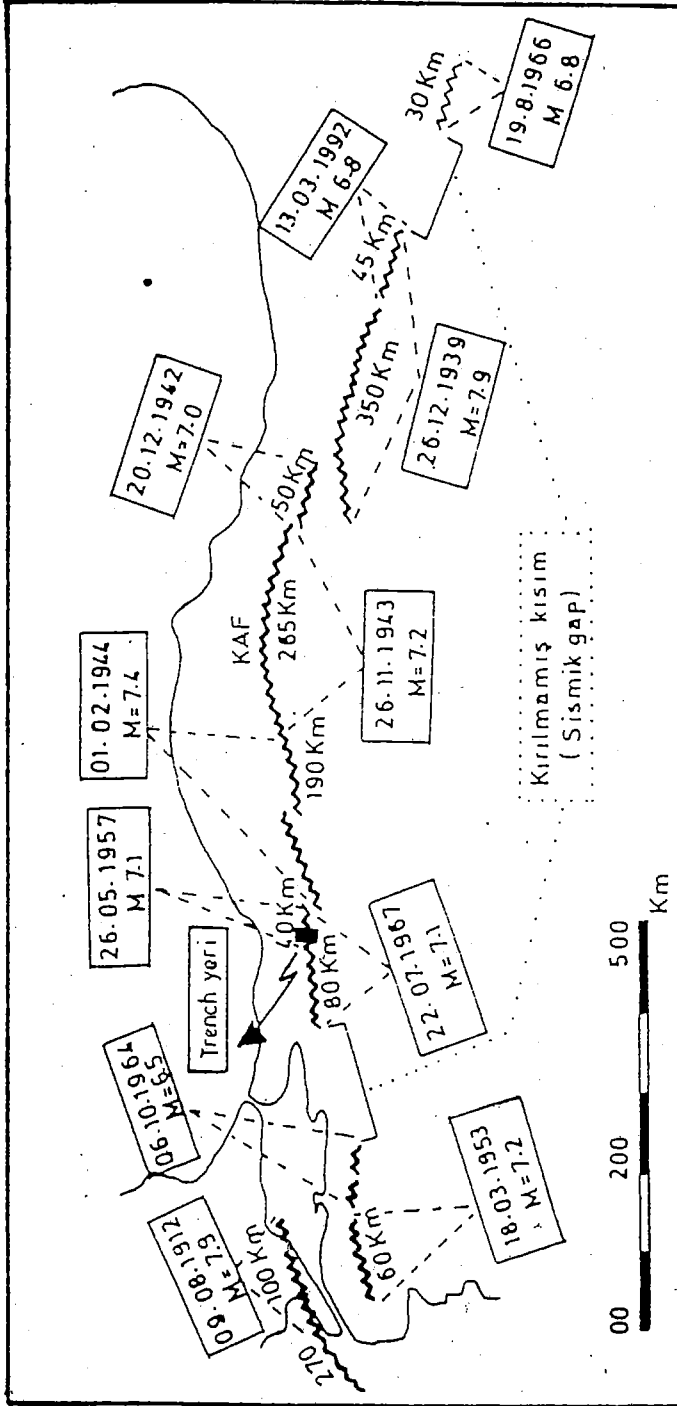 09.08.1912
M=7.9
100 Km
270
06.10.1964
M=6.5
60 Km
18.03.1953
M=7.2
Trench yeri
26.05.1957
M 7.1
40 Km
80 Km
22.07.1967
M=7.1
01.02.1944
M=7.4
190 Km
KAF
265 Km
26.11.1943
M=7.2
20.12.1942
M=7.0
50 Km
350 Km
26.12.1939
M=7.9
13.03.1992
M 6.8
45 Km
30 Km
19.8.1966
M 6.8
Kırılmamış kısım
(Sismik gap)
00 200 500
Km